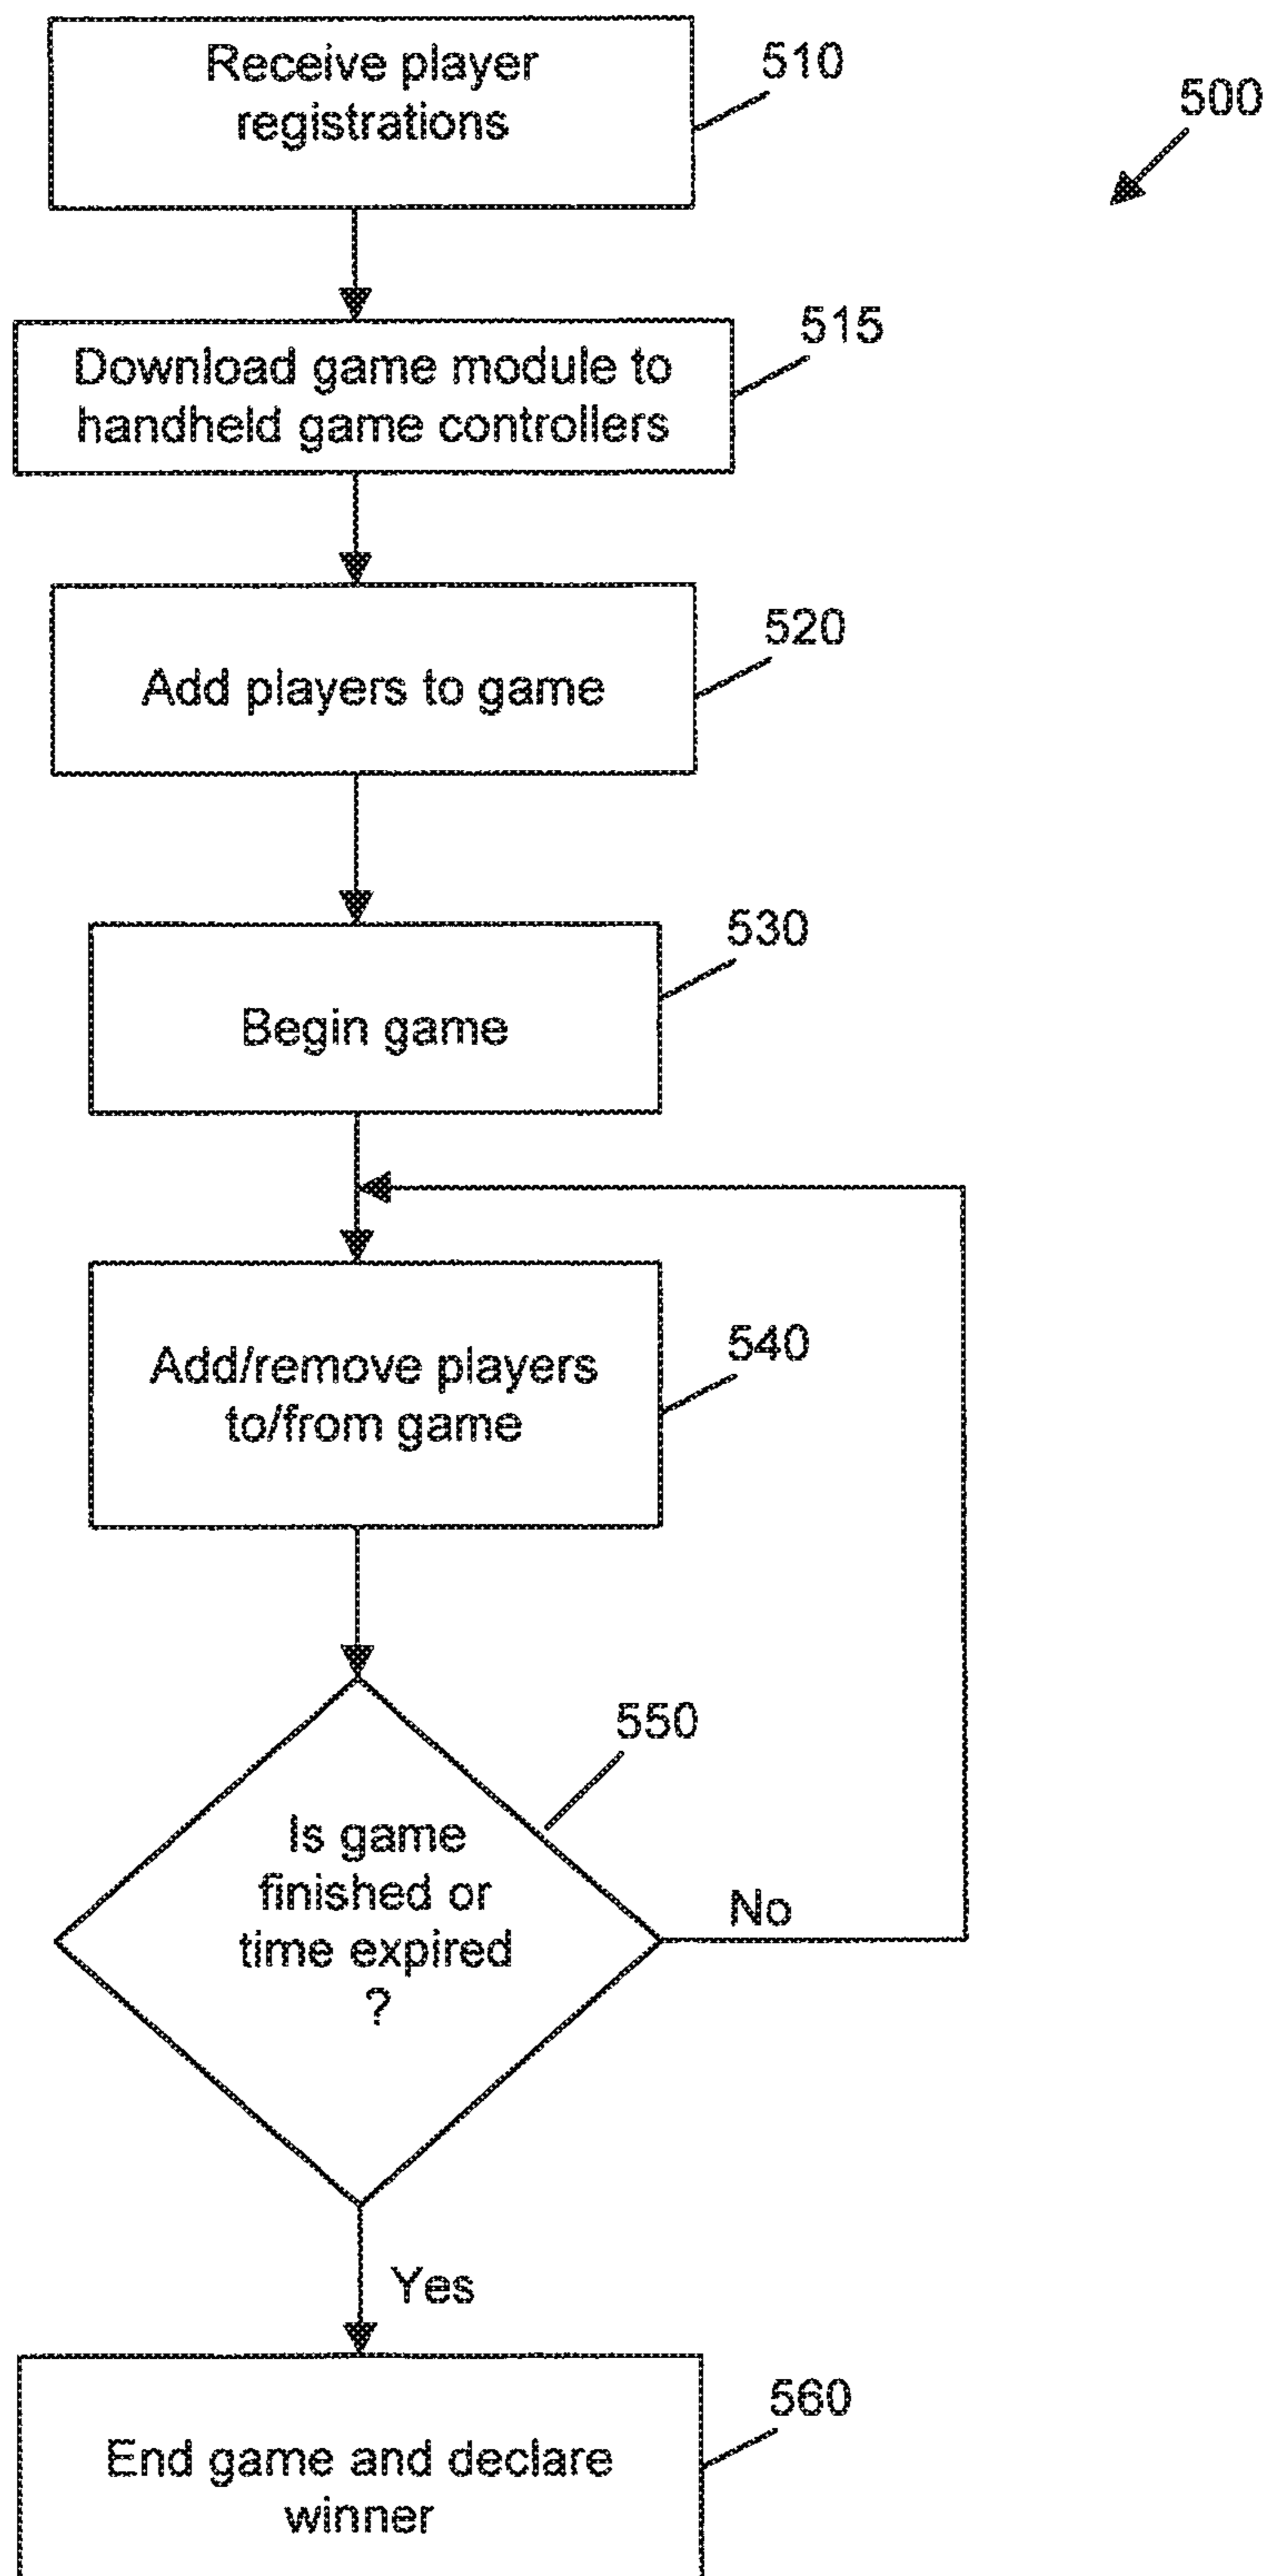 Receive player
registrations
510
500
Download game module to
handheld game controllers
515
Add players to game
520
Begin game
530
Add/remove players
to/from game
540
Is game
finished or
time expired
?
550
No
Yes
End game and declare
winner
560